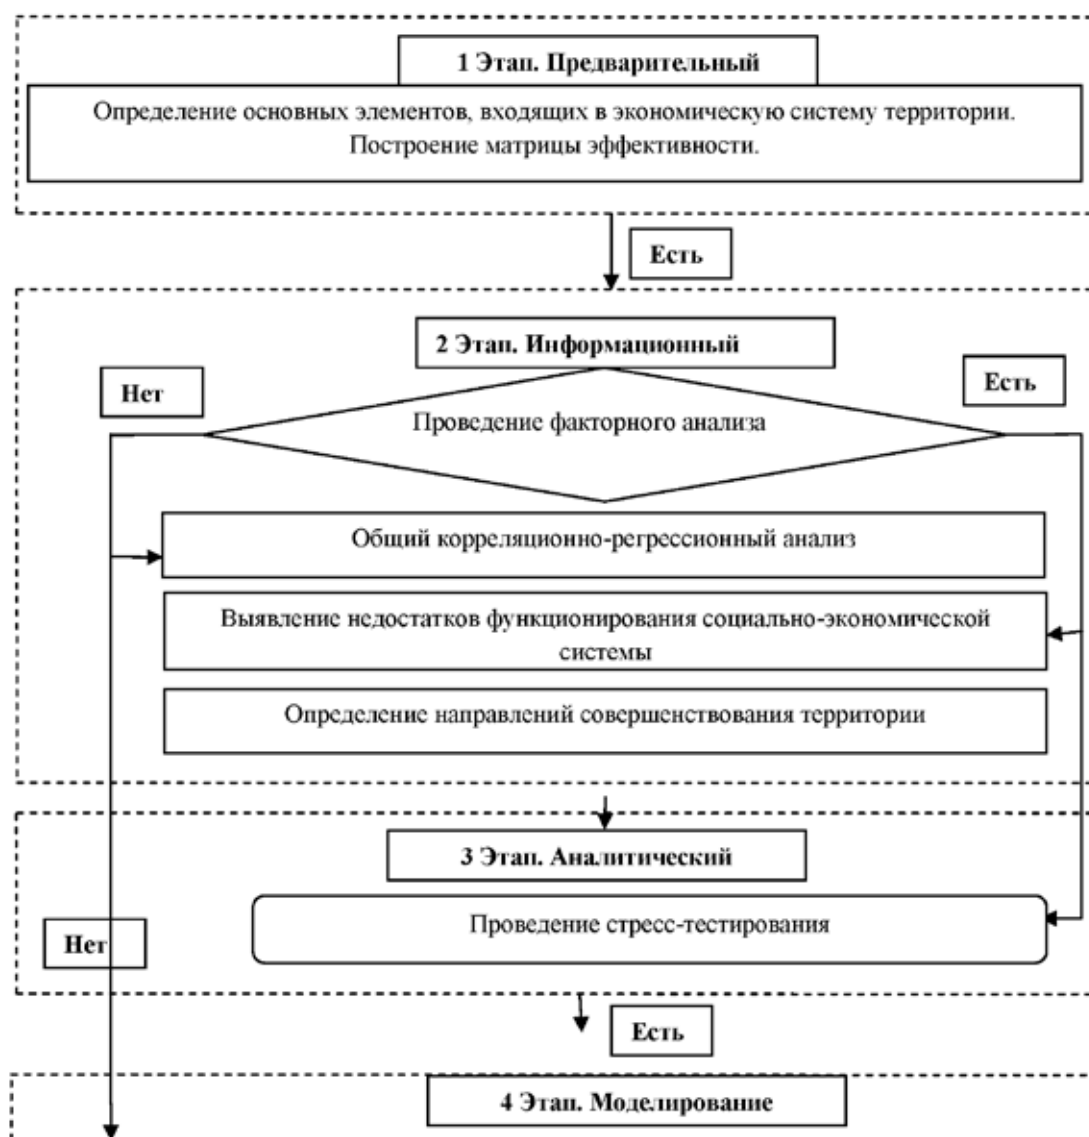 1 Этап. Предварительный
Определение основных элементов, входящих в экономическую систему территории.
Построение матрицы эффективности.
Есть
2 Этап. Информационный
Нет
Есть
Проведение факторного анализа
Общий корреляционно-регрессионный анализ
Выявление недостатков функционирования социально-экономической
системы
Определение направлений совершенствования территории
3 Этап. Аналитический
Проведение стресс-тестирования
Нет
Есть
4 Этап. Моделирование